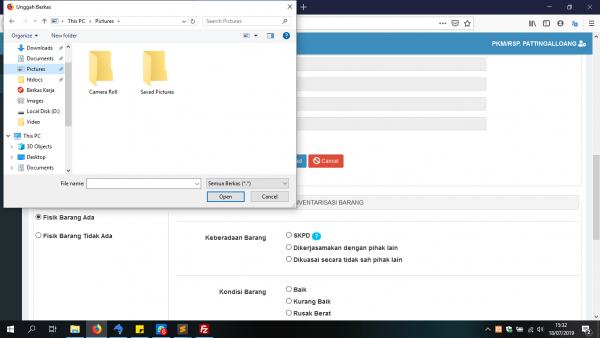 Unggah Berkas
This PC > Pictures >
Search Pictures
Organize
New folder
Downloads
Documents
Pictures
htdocs
Berkas Kerja
Images
Local Disk (D:)
Video
This PC
3D Objects
Desktop
Documents
Camera Roll
Saved Pictures
File name:
Semua Berkas (*.*)
Open
Cancel
PKM/RSP. PATTINGALLOANG
Cancel
INVENTARISASI BARANG
Fisik Barang Ada
Fisik Barang Tidak Ada
Keberadaan Barang
SKPD ?
Dikerjasamakan dengan pihak lain
Dikuasai secara tidak sah pihak lain
Kondisi Barang
Baik
Kurang Baik
Rusak Berat
15:32
18/07/2019